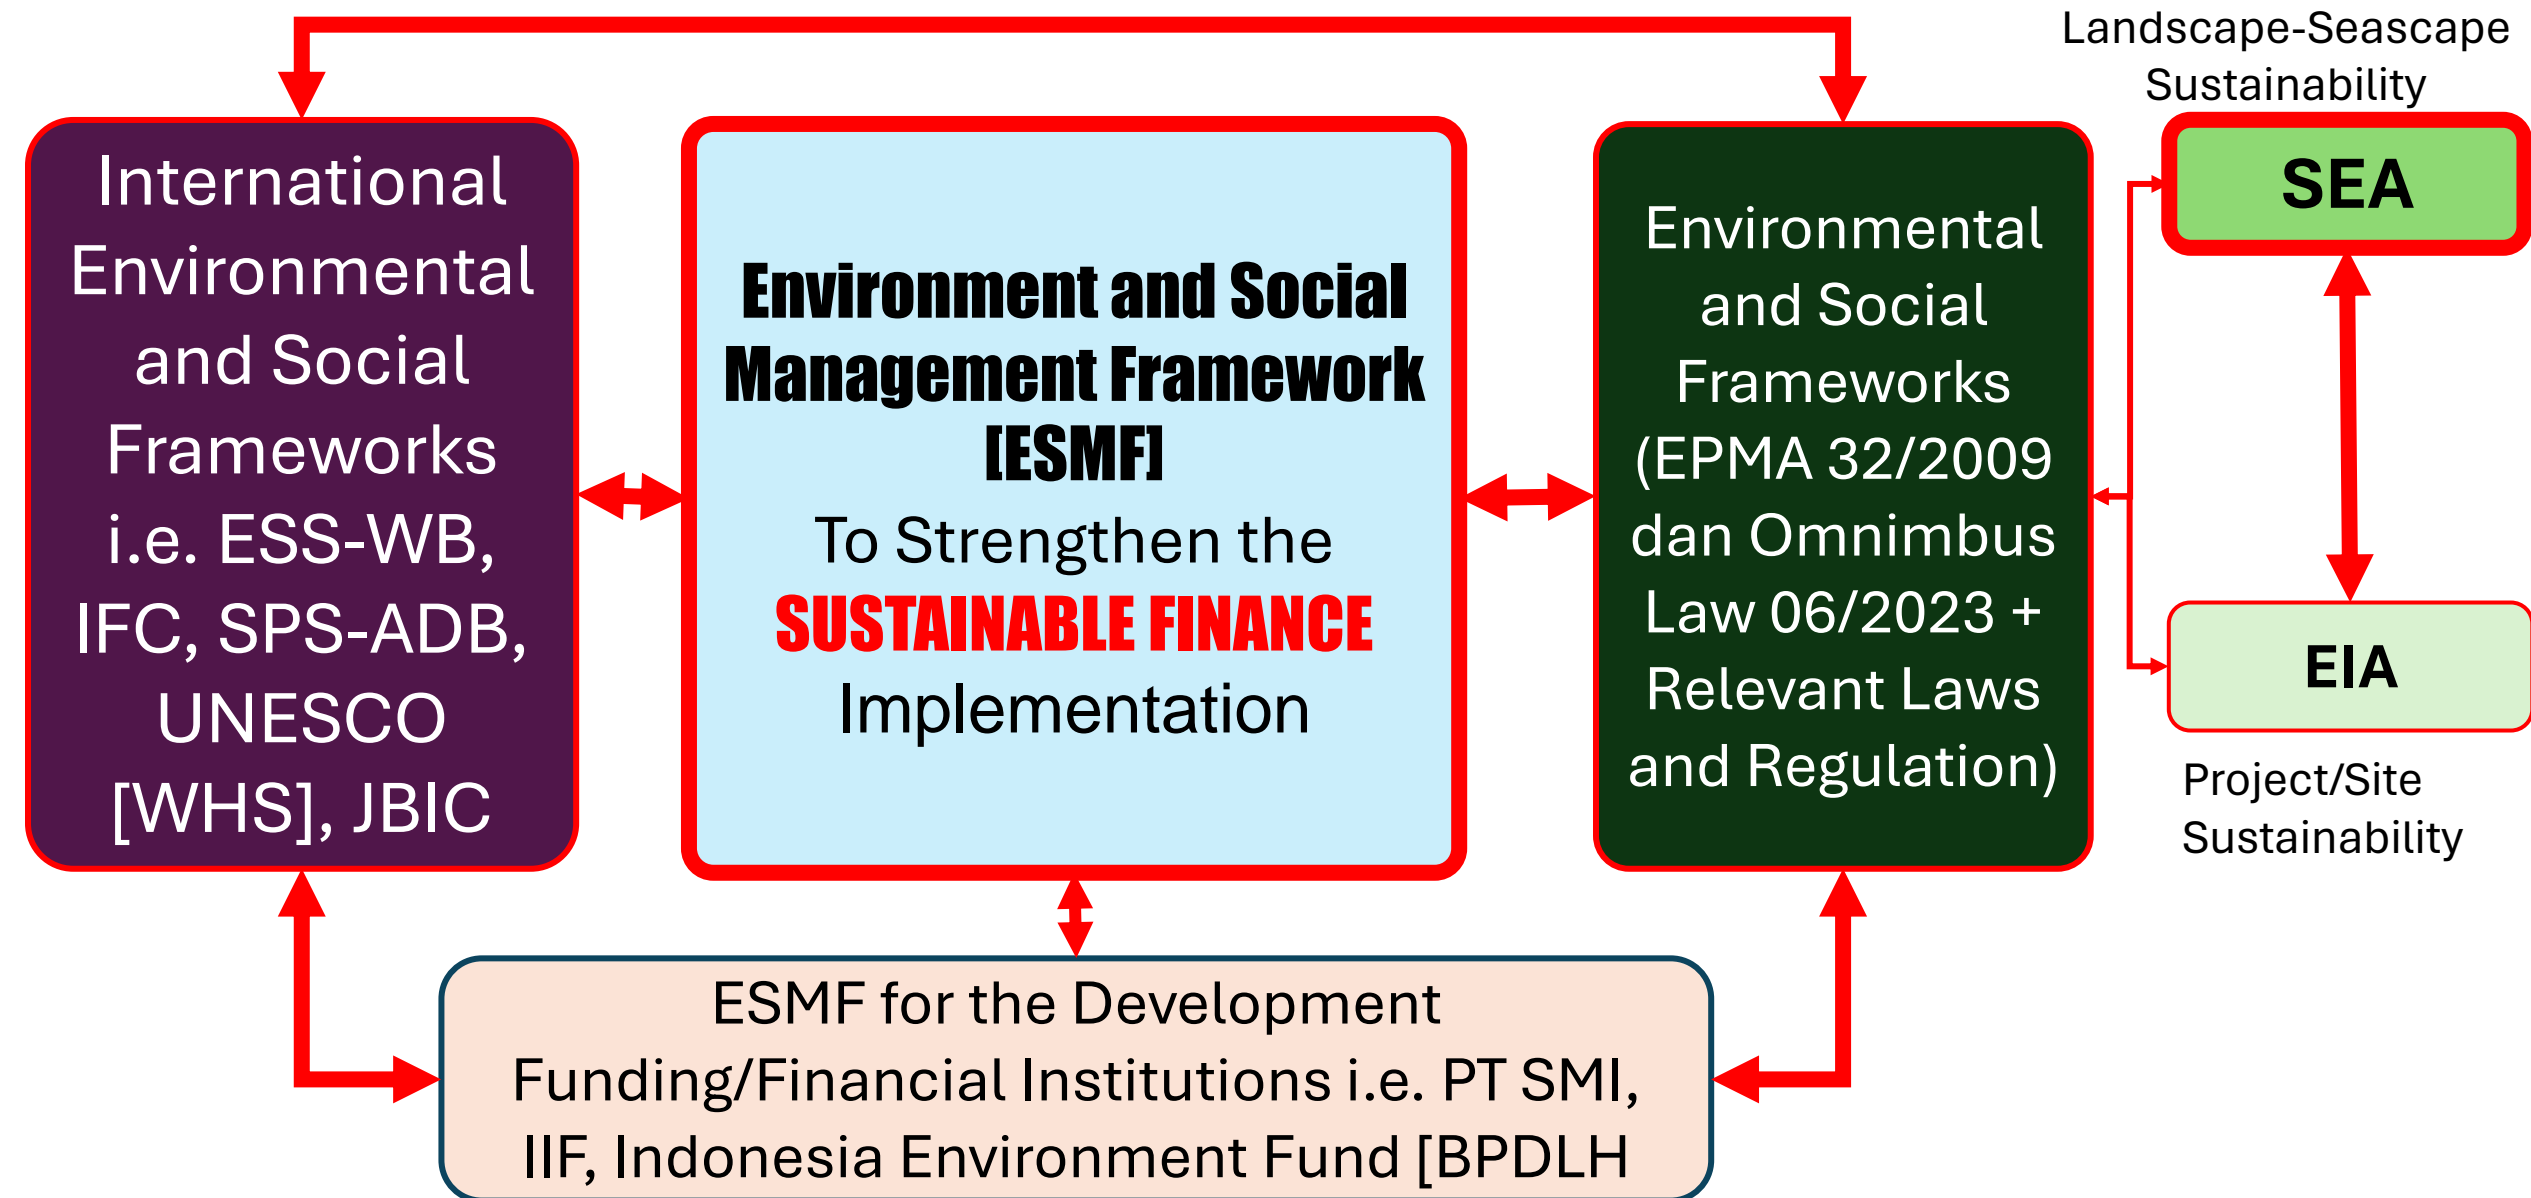 International
Environmental
and Social
Frameworks
i.e. ESS-WB,
IFC, SPS-ADB,
UNESCO
[WHS], JBIC
Environment and Social
Management Framework
[ESMF]
To Strengthen the
SUSTAINABLE FINANCE
Implementation
Environmental
and Social
Frameworks
(EPMA 32/2009
dan Omnimbus
Law 06/2023 +
Relevant Laws
and Regulation)
Landscape-Seascape
Sustainability
SEA
EIA
Project/Site
Sustainability
ESMF for the Development
Funding/Financial Institutions i.e. PT SMI,
IIF, Indonesia Environment Fund [BPDLH